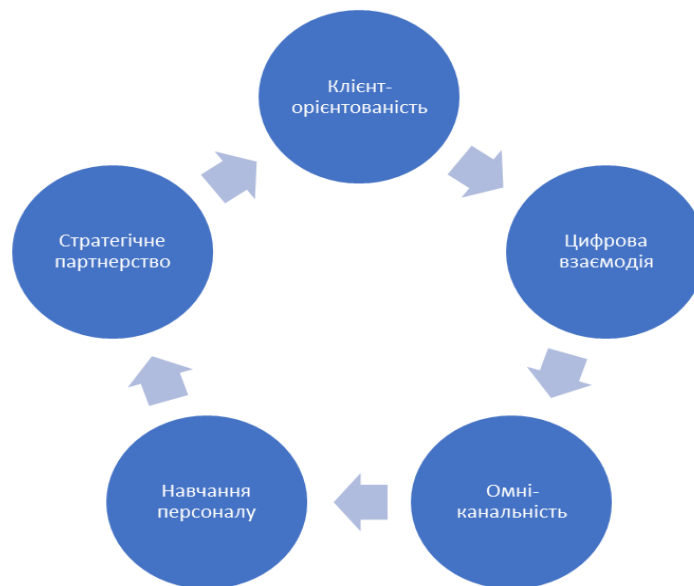 Клієнт-
орієнтованість
Цифрова
взаємодія
Омні-
канальність
Навчання
персоналу
Стратегічне
партнерство